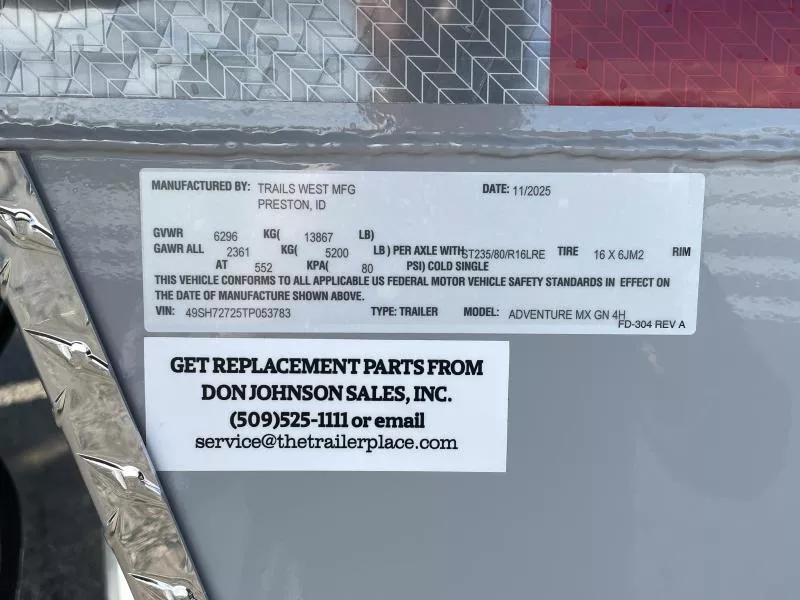 MANUFACTURED BY: TRAILS WEST MFG DATE: 11/2025
PRESTON, ID
GVWR 6296 KG( 13867 LB)
GAWR ALL 2361 KG( 5200 LB) PER AXLE WITH ST235/80/R16LRE TIRE 16 X 6JM2 RIM
AT 552 KPA( 80 PSI) COLD SINGLE
THIS VEHICLE CONFORMS TO ALL APPLICABLE US FEDERAL MOTOR VEHICLE SAFETY STANDARDS IN EFFECT ON
THE DATE OF MANUFACTURE SHOWN ABOVE.
VIN: 49SH72725TP053783 TYPE: TRAILER MODEL: ADVENTURE MX GN 4H
FD-304 REV A
GET REPLACEMENT PARTS FROM
DON JOHNSON SALES, INC.
(509)525-1111 or email
service@thetrailerplace.com